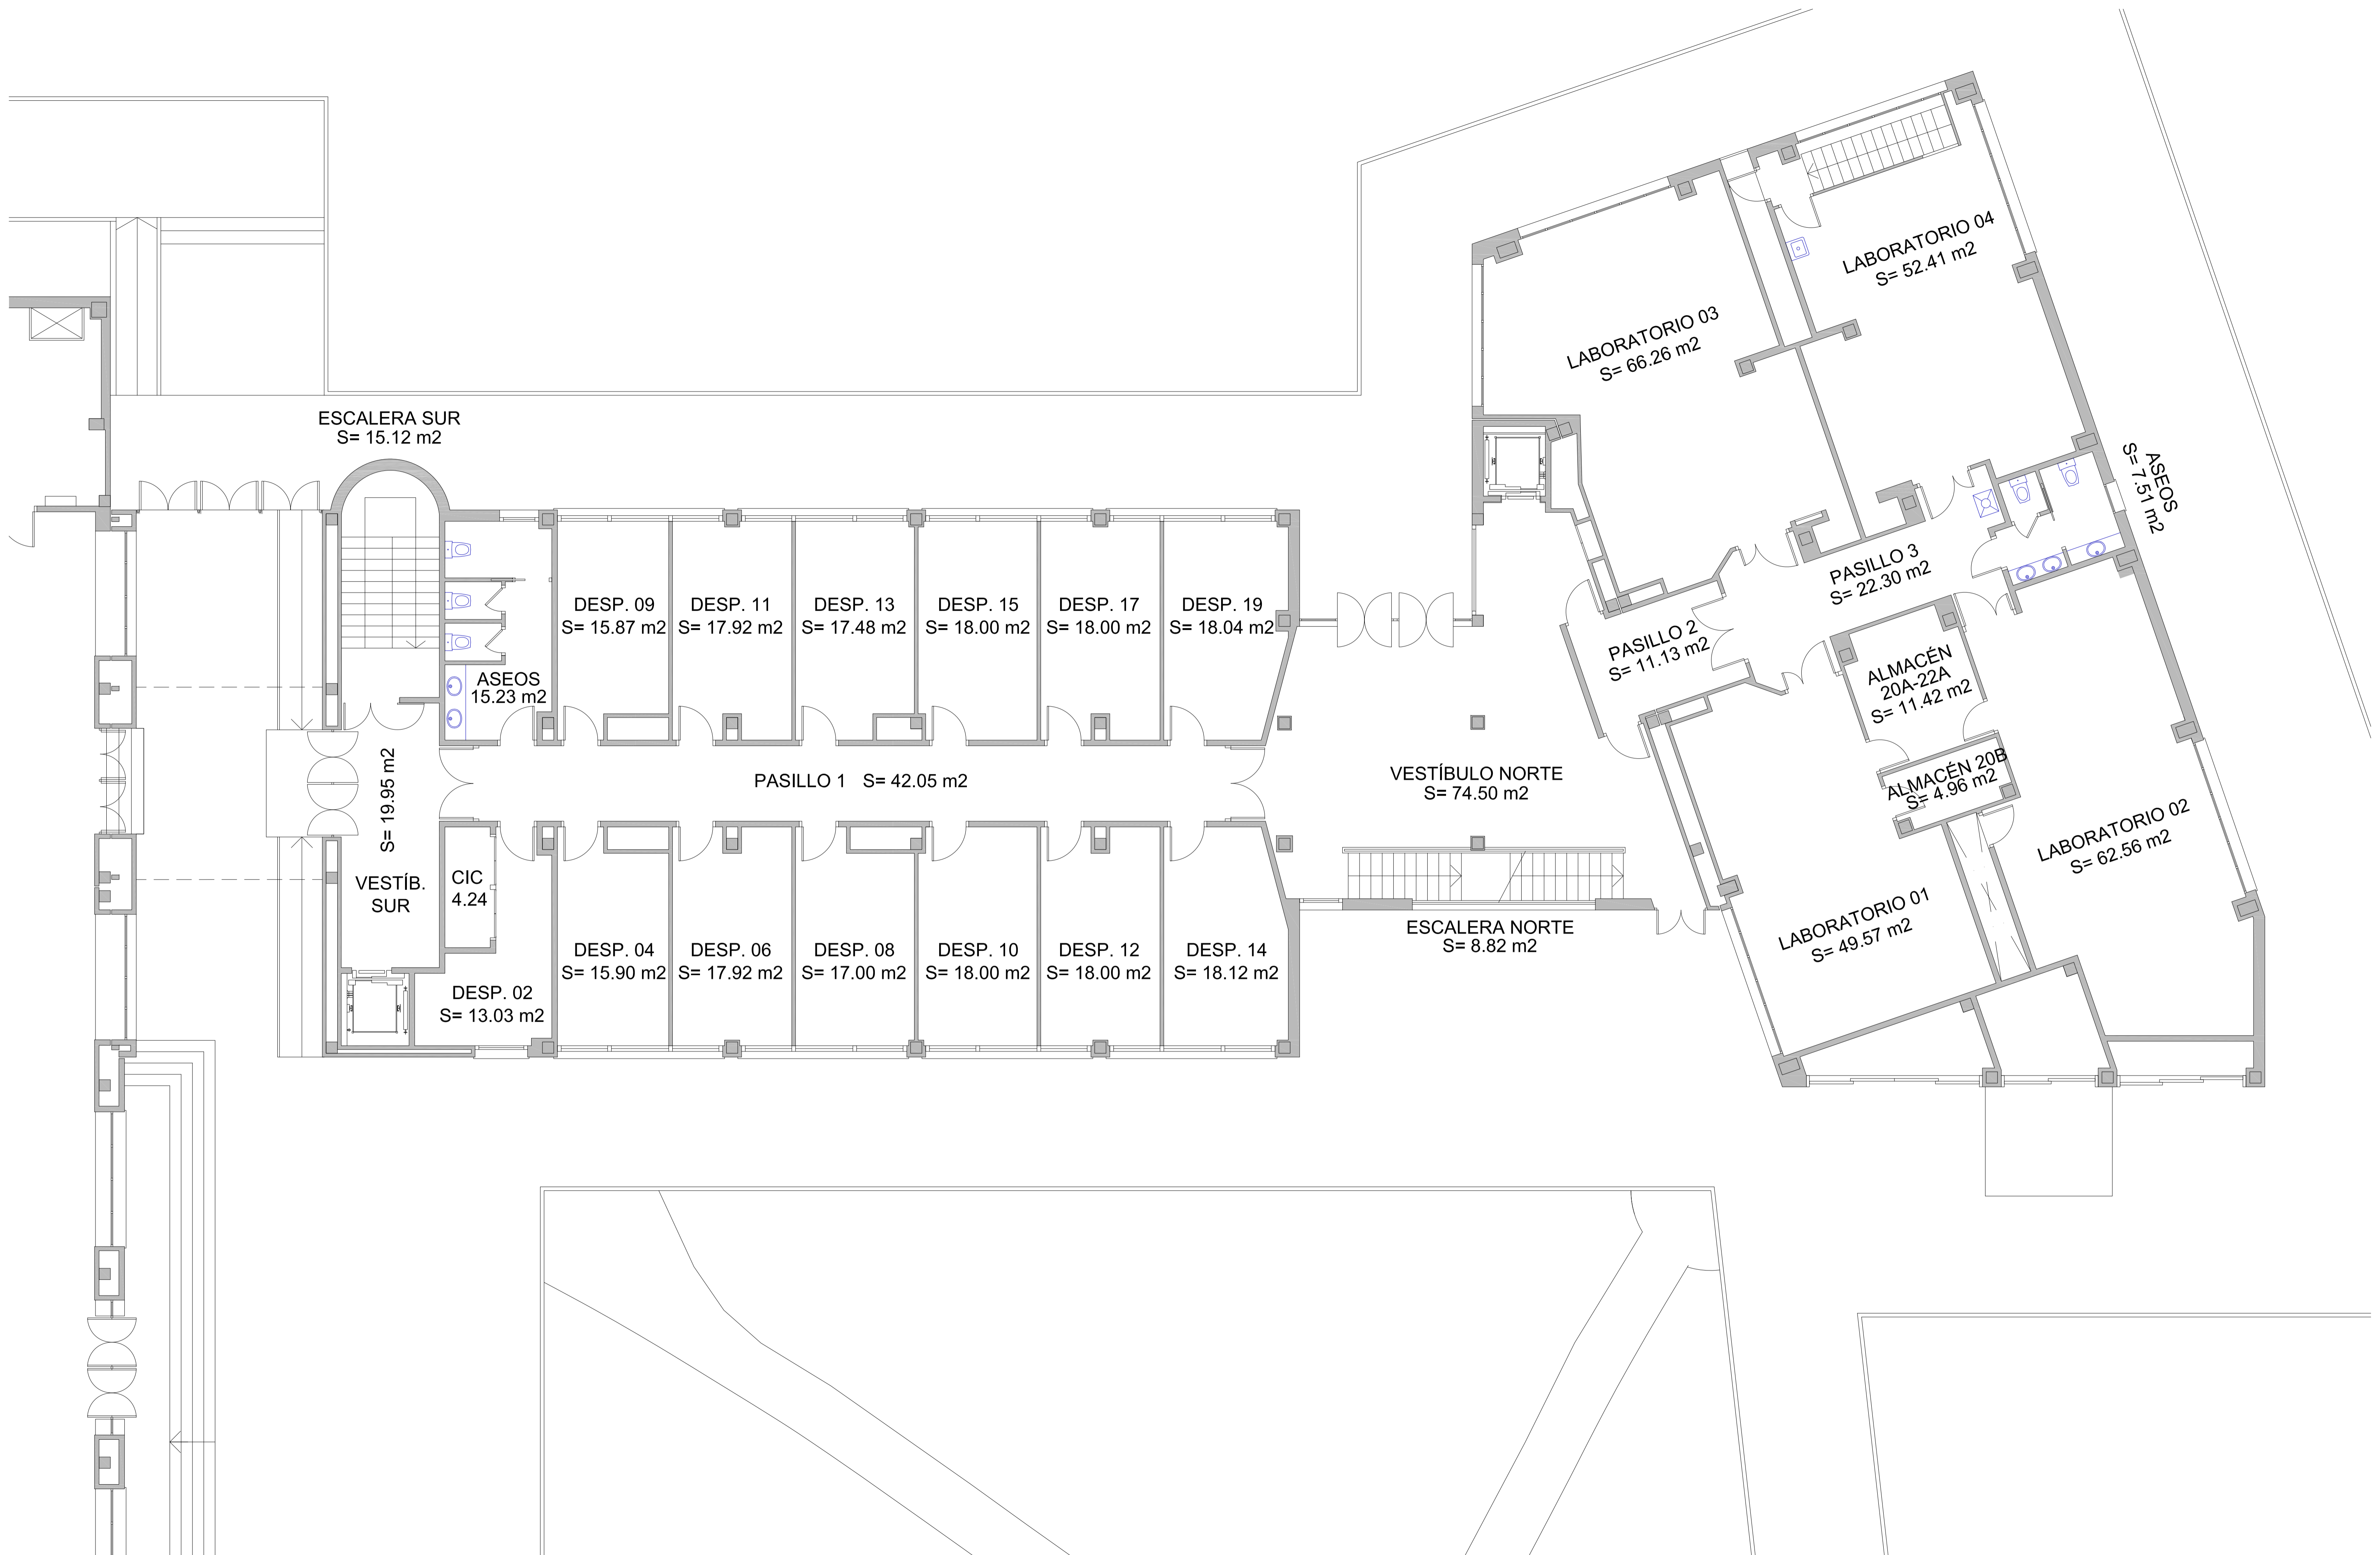 LABORATORIO 04
S= 52.41 m2
LABORATORIO 03
S= 66.26 m2
ESCALERA SUR
S= 15.12 m2
ASEOS
S= 7.51 m2
PASILLO 3
S= 22.30 m2
DESP. 09
S= 15.87 m2
DESP. 11
S= 17.92 m2
DESP. 13
S= 17.48 m2
DESP. 15
S= 18.00 m2
DESP. 17
S= 18.00 m2
DESP. 19
S= 18.04 m2
PASILLO 2
S= 11.13 m2
ASEOS
15.23 m2
ALMACÉN
20A-22A
S= 11.42 m2
PASILLO 1 S= 42.05 m2
VESTÍBULO NORTE
S= 74.50 m2
ALMACÉN 20B
S= 4.96 m2
S= 19.95 m2
VESTÍB.
SUR
CIC
4.24
LABORATORIO 02
S= 62.56 m2
LABORATORIO 01
S= 49.57 m2
ESCALERA NORTE
S= 8.82 m2
DESP. 04
S= 15.90 m2
DESP. 06
S= 17.92 m2
DESP. 08
S= 17.00 m2
DESP. 10
S= 18.00 m2
DESP. 12
S= 18.00 m2
DESP. 14
S= 18.12 m2
DESP. 02
S= 13.03 m2